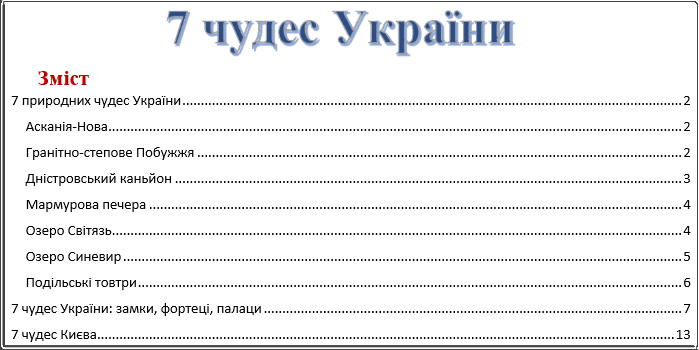 7 чудес України
Зміст
7 природних чудес України........2
Асканія-Нова........2
Гранітно-степове Побужжя........2
Дністровський каньйон........3
Мармурова печера........4
Озеро Світязь........4
Озеро Синевир........5
Подільські товтри........6
7 чудес України: замки, фортеці, палаци........7
7 чудес Києва........13